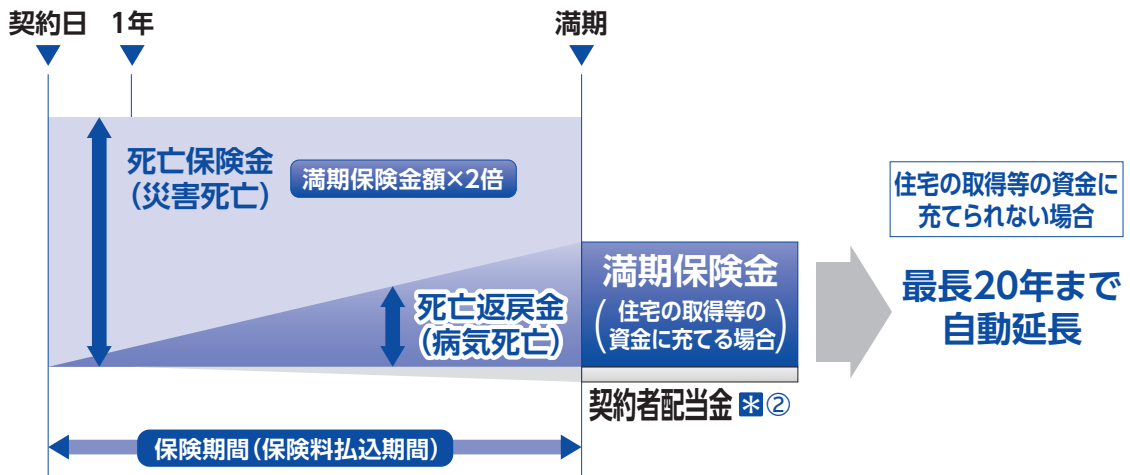 契約日 1年 満期
死亡保険金
(災害死亡)
満期保険金額×2倍
住宅の取得等の資金に
充てられない場合
満期保険金
(住宅の取得等の
資金に充てる場合)
最長20年まで
自動延長
死亡返戻金
(病気死亡)
契約者配当金*②
保険期間(保険料払込期間)